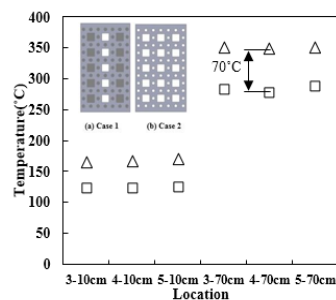 400
350
300
250
200
150
100
50
0
Temperature(°C)
(a) Case 1 (b) Case 2
70°C
3-10cm 4-10cm 5-10cm 3-70cm 4-70cm 5-70cm
Location